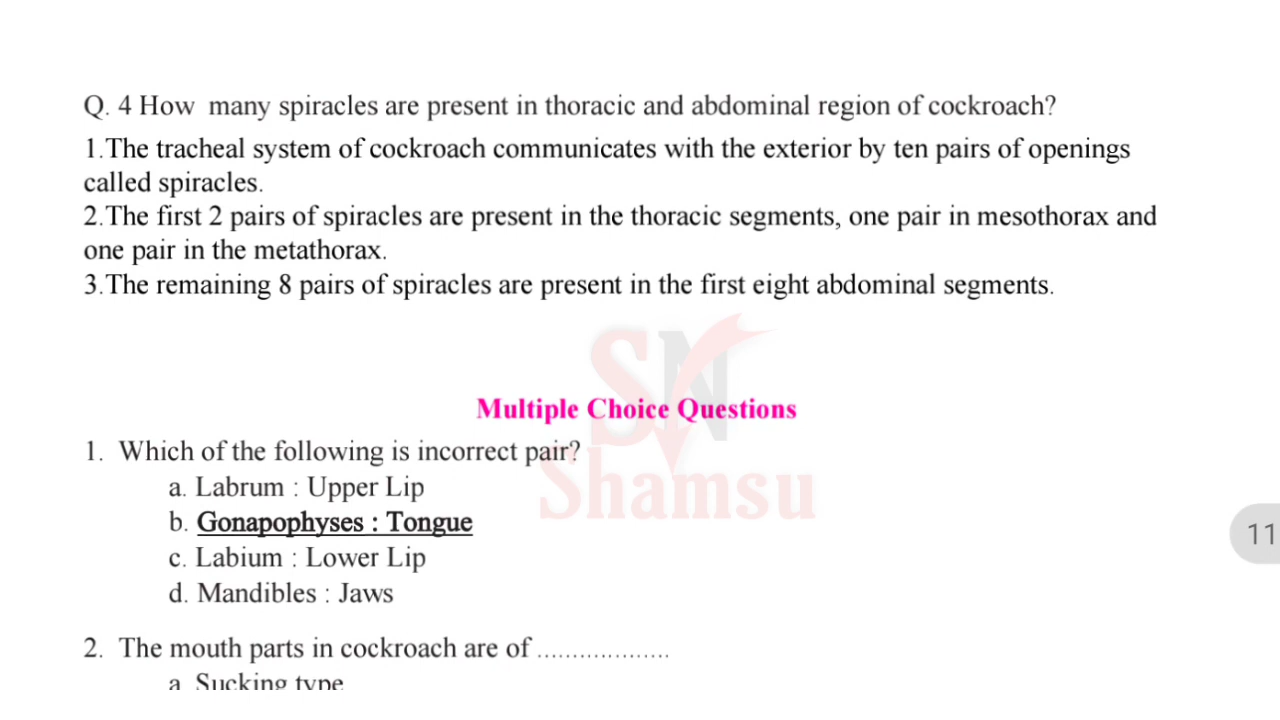 Q. 4 How many spiracles are present in thoracic and abdominal region of cockroach?
1.The tracheal system of cockroach communicates with the exterior by ten pairs of openings
called spiracles.
2.The first 2 pairs of spiracles are present in the thoracic segments, one pair in mesothorax and
one pair in the metathorax.
3.The remaining 8 pairs of spiracles are present in the first eight abdominal segments.
SN
Multiple Choice Questions
1. Which of the following is incorrect pair?
Shamsu
a. Labrum : Upper Lip
b. Gonapophyses : Tongue
c. Labium : Lower Lip
11
d. Mandibles : Jaws
2. The mouth parts in cockroach are of ...................
a. Sucking type